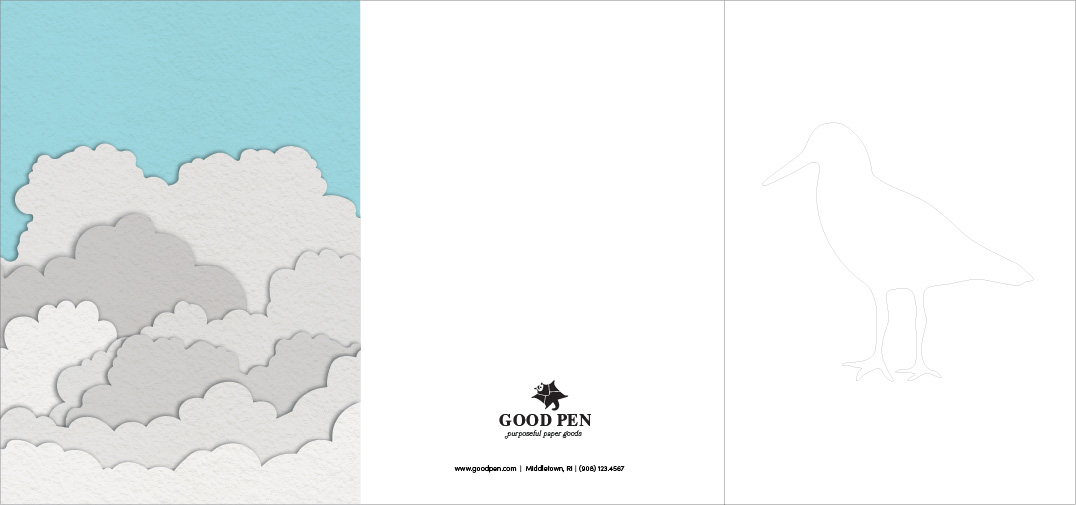 GOOD PEN
purposeful paper goods
www.goodpen.com | Middletown, RI | (908) 123.4567